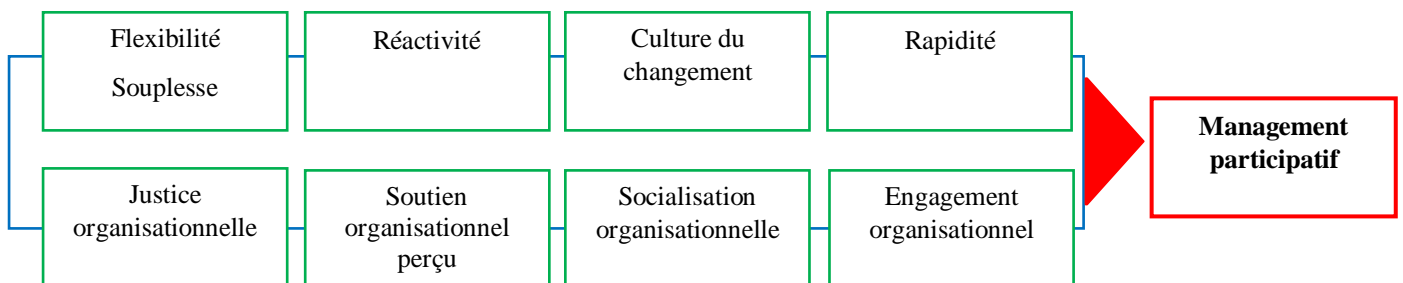 Flexibilité
Souplesse
Réactivité
Culture du
changement
Rapidité
Management
participatif
Justice
organisationnelle
Soutien
organisationnel
perçu
Socialisation
organisationnelle
Engagement
organisationnel